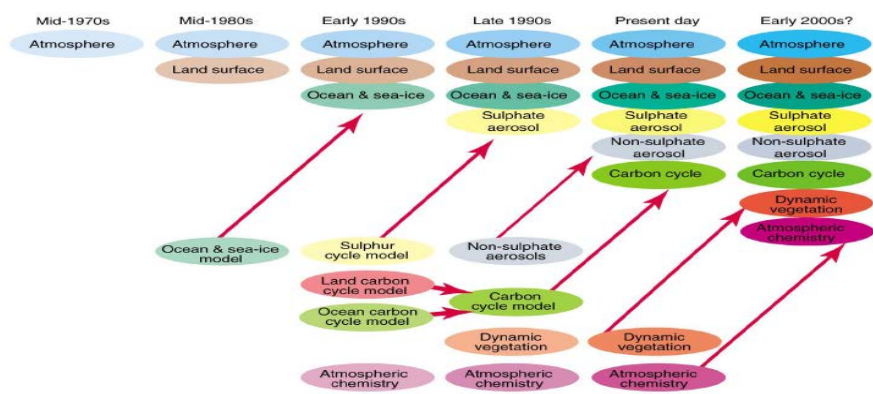 Mid-1970s Mid-1980s Early 1990s Late 1990s Present day Early 2000s?
Atmosphere Atmosphere Atmosphere Atmosphere Atmosphere Atmosphere
Land surface Land surface Land surface Land surface Land surface
Ocean & sea-ice Ocean & sea-ice Ocean & sea-ice Ocean & sea-ice
Sulphate Sulphate Sulphate
aerosol aerosol aerosol
Non-sulphate Non-sulphate
aerosol aerosol
Carbon cycle Carbon cycle
Dynamic
vegetation
Atmospheric
chemistry
Ocean & sea-ice Sulphur Non-sulphate
model cycle model aerosols
Land carbon
cycle model
Carbon
cycle model
Ocean carbon
cycle model
Dynamic Dynamic
vegetation vegetation
Atmospheric Atmospheric Atmospheric
chemistry chemistry chemistry